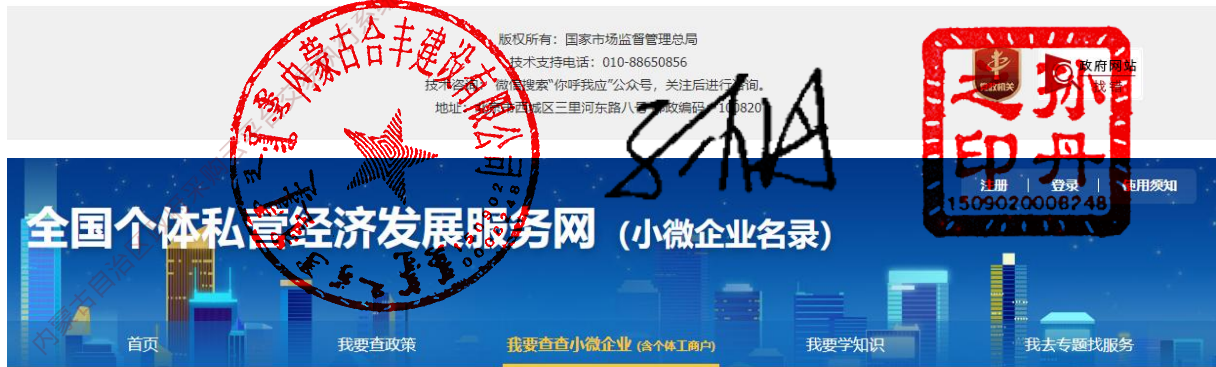 版权所有：国家市场监督管理总局
技术支持电话：010-88650856
技术咨询：微信搜索“你呼我应”公众号，关注后进行咨询。
西城区三里河东路八号 邮政编码：100820
党政机关
政府网站
找错
内蒙古合丰建设有限公司
孙丹
之印
1509020008248
注册 | 登录 | 使用须知
全国个体私营经济发展服务网（小微企业名录）
首页 我要查政策 我要查查小微企业 (含个体工商户) 我要学知识 我去专题找服务